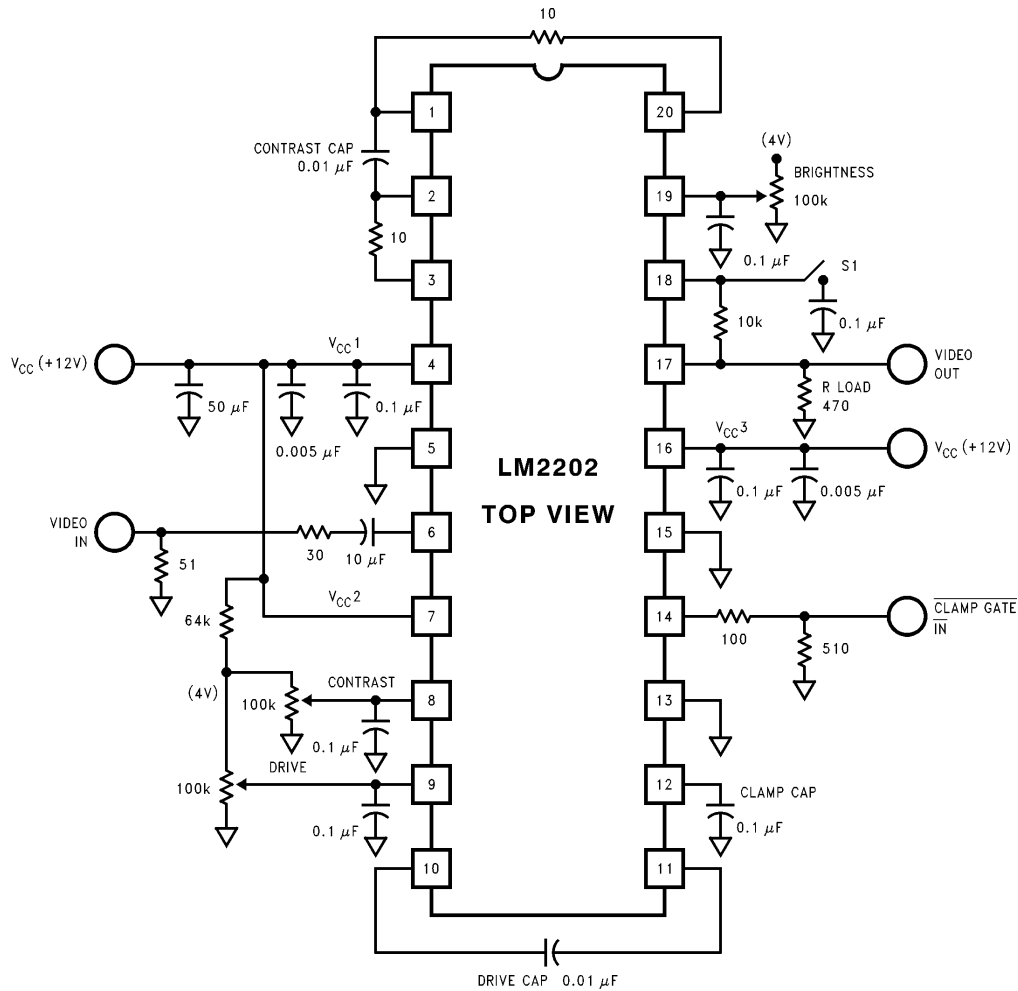 10
1
20
CONTRAST CAP
0.01 μF
(4V)
BRIGHTNESS
100k
2
19
10
0.1 μF
3
18
S1
10k
0.1 μF
VCC (+12V)
VCC1
4
17
VIDEO
OUT
R LOAD
470
50 μF
0.1 μF
0.005 μF
5
16
VCC3
VCC (+12V)
LM2202
TOP VIEW
0.1 μF
0.005 μF
VIDEO
IN
51
30
10 μF
6
15
64k
VCC2
7
14
100
510
CLAMP GATE
IN
(4V)
CONTRAST
100k
8
13
0.1 μF
DRIVE
100k
9
12
CLAMP CAP
0.1 μF
0.1 μF
10
11
DRIVE CAP 0.01 μF